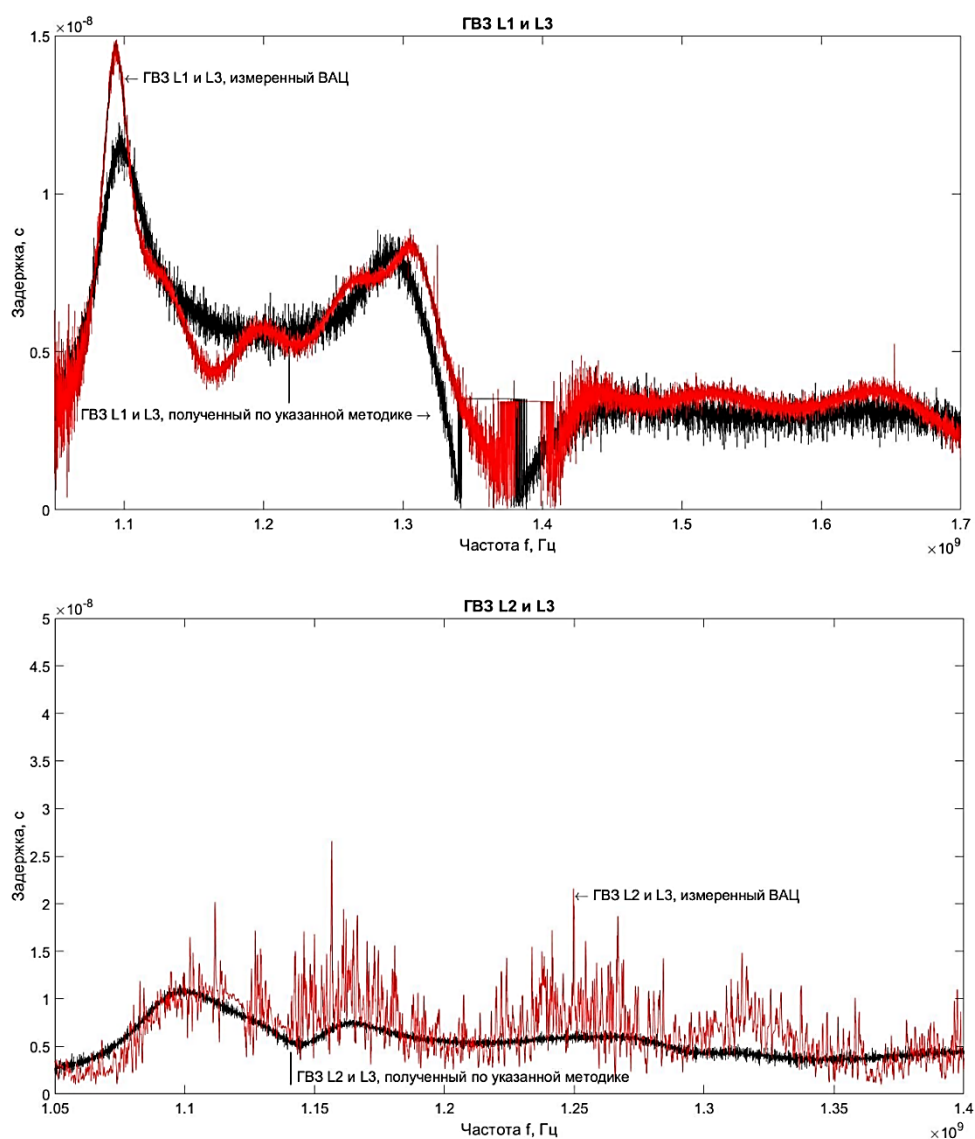 ГВЗ L1 и L3
×10⁻⁸
1.5
← ГВЗ L1 и L3, измеренный ВАЦ
1
Задержка, с
0.5
ГВЗ L1 и L3, полученный по указанной методике →
0
1.1 1.2 1.3 1.4 1.5 1.6 1.7
Частота f, Гц
×10⁹
ГВЗ L2 и L3
×10⁻⁸
5
4.5
4
3.5
3
Задержка, с
2.5
← ГВЗ L2 и L3, измеренный ВАЦ
2
1.5
1
0.5
ГВЗ L2 и L3, полученный по указанной методике
0
1.05 1.1 1.15 1.2 1.25 1.3 1.35 1.4
Частота f, Гц
×10⁹